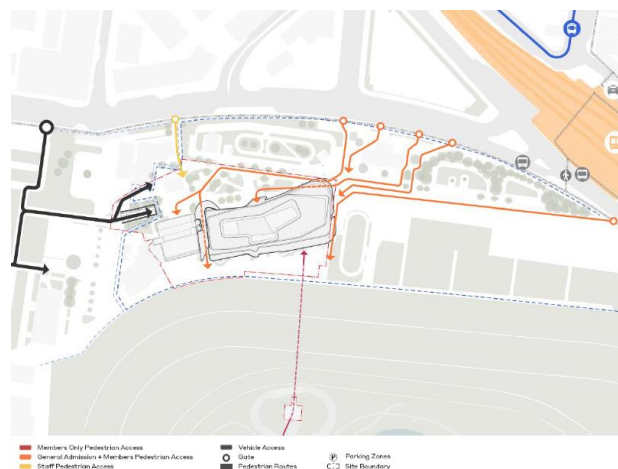 Members Only Pedestrian Access
General Admission + Members Pedestrian Access
Staff Pedestrian Access
Vehicle Access
Gate
Pedestrian Routes
P Parking Zones
Site Boundary